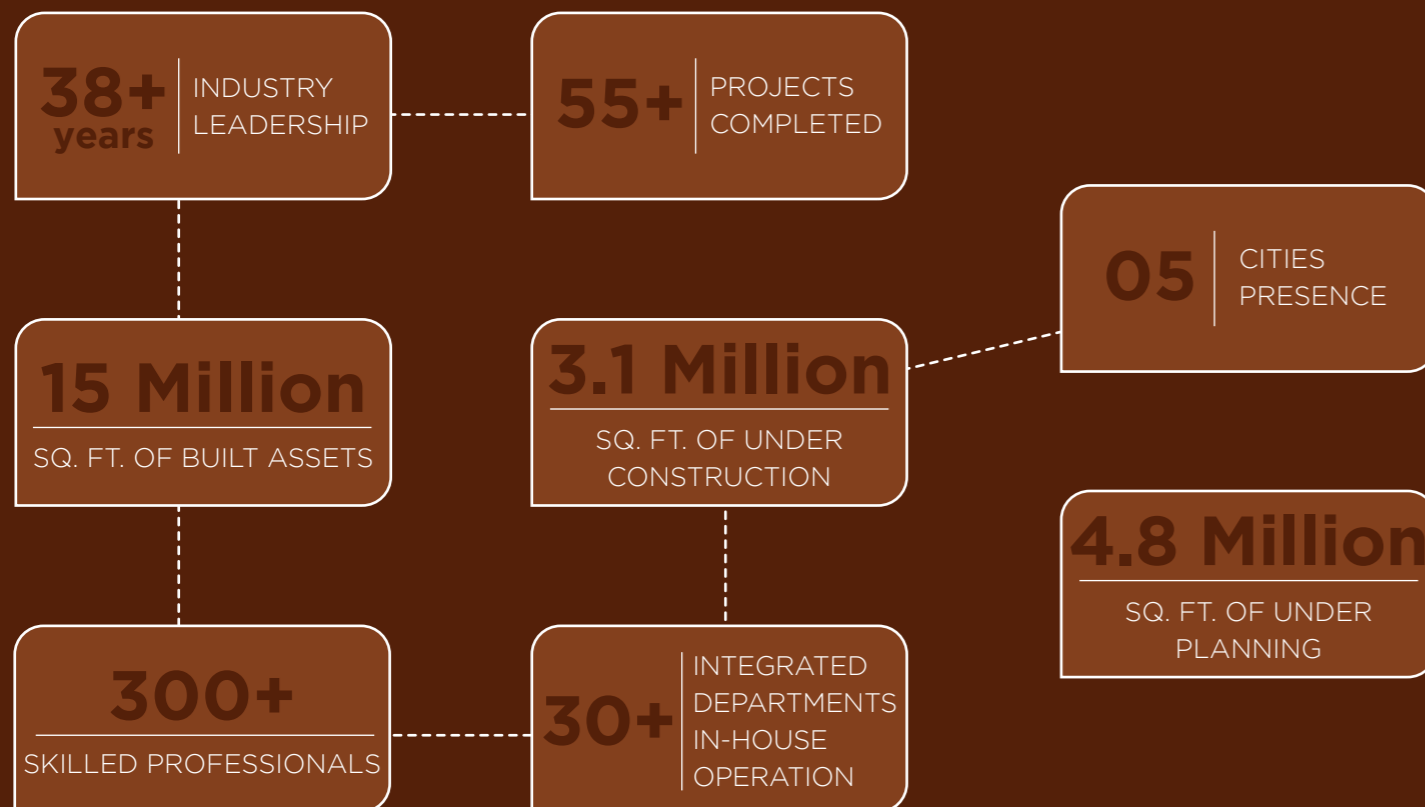 38+
years
INDUSTRY
LEADERSHIP
55+
PROJECTS
COMPLETED
05
CITIES
PRESENCE
15 Million
SQ. FT. OF BUILT ASSETS
3.1 Million
SQ. FT. OF UNDER
CONSTRUCTION
4.8 Million
SQ. FT. OF UNDER
PLANNING
300+
SKILLED PROFESSIONALS
30+
INTEGRATED
DEPARTMENTS
IN-HOUSE
OPERATION